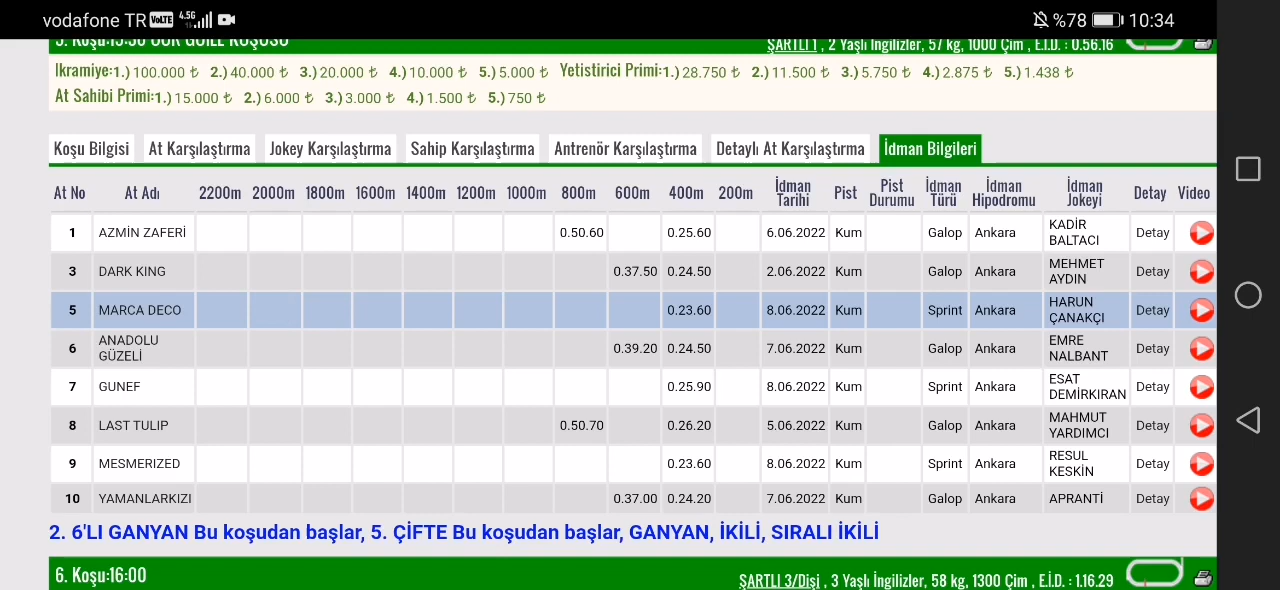 vodafone TR VoLTE 4.5G %78 10:34
5. Koşu:15:30
ŞARTLI 1 , 2 Yaşlı İngilizler, 57 kg, 1000 Çim , E.İ.D. : 0.56.16
Ikramiye:1.) 100.000 ₺ 2.) 40.000 ₺ 3.) 20.000 ₺ 4.) 10.000 ₺ 5.) 5.000 ₺ Yetistirici Primi:1.) 28.750 ₺ 2.) 11.500 ₺ 3.) 5.750 ₺ 4.) 2.875 ₺ 5.) 1.438 ₺
At Sahibi Primi:1.) 15.000 ₺ 2.) 6.000 ₺ 3.) 3.000 ₺ 4.) 1.500 ₺ 5.) 750 ₺
Koşu Bilgisi At Karşılaştırma Jokey Karşılaştırma Sahip Karşılaştırma Antrenör Karşılaştırma Detaylı At Karşılaştırma İdman Bilgileri
At No At Adı 2200m 2000m 1800m 1600m 1400m 1200m 1000m 800m 600m 400m 200m İdman Tarihi Pist Pist Durumu İdman Türü İdman Hipodromu İdman Jokeyi Detay Video
1 AZMİN ZAFERİ 0.50.60 0.25.60 6.06.2022 Kum Galop Ankara KADİR BALTACI Detay
3 DARK KING 0.37.50 0.24.50 2.06.2022 Kum Galop Ankara MEHMET AYDIN Detay
5 MARCA DECO 0.23.60 8.06.2022 Kum Sprint Ankara HARUN ÇANAKÇI Detay
6 ANADOLU GÜZELİ 0.39.20 0.24.50 7.06.2022 Kum Galop Ankara EMRE NALBANT Detay
7 GUNEF 0.25.90 8.06.2022 Kum Sprint Ankara ESAT DEMİRKIRAN Detay
8 LAST TULIP 0.50.70 0.26.20 5.06.2022 Kum Galop Ankara MAHMUT YARDIMCI Detay
9 MESMERIZED 0.23.60 8.06.2022 Kum Sprint Ankara RESUL KESKİN Detay
10 YAMANLARKIZI 0.37.00 0.24.20 7.06.2022 Kum Galop Ankara APRANTİ Detay
2. 6'LI GANYAN Bu koşudan başlar, 5. ÇİFTE Bu koşudan başlar, GANYAN, İKİLİ, SIRALI İKİLİ
6. Koşu:16:00
ŞARTLI 3/Dişi , 3 Yaşlı İngilizler, 58 kg, 1300 Çim , E.İ.D. : 1.16.29